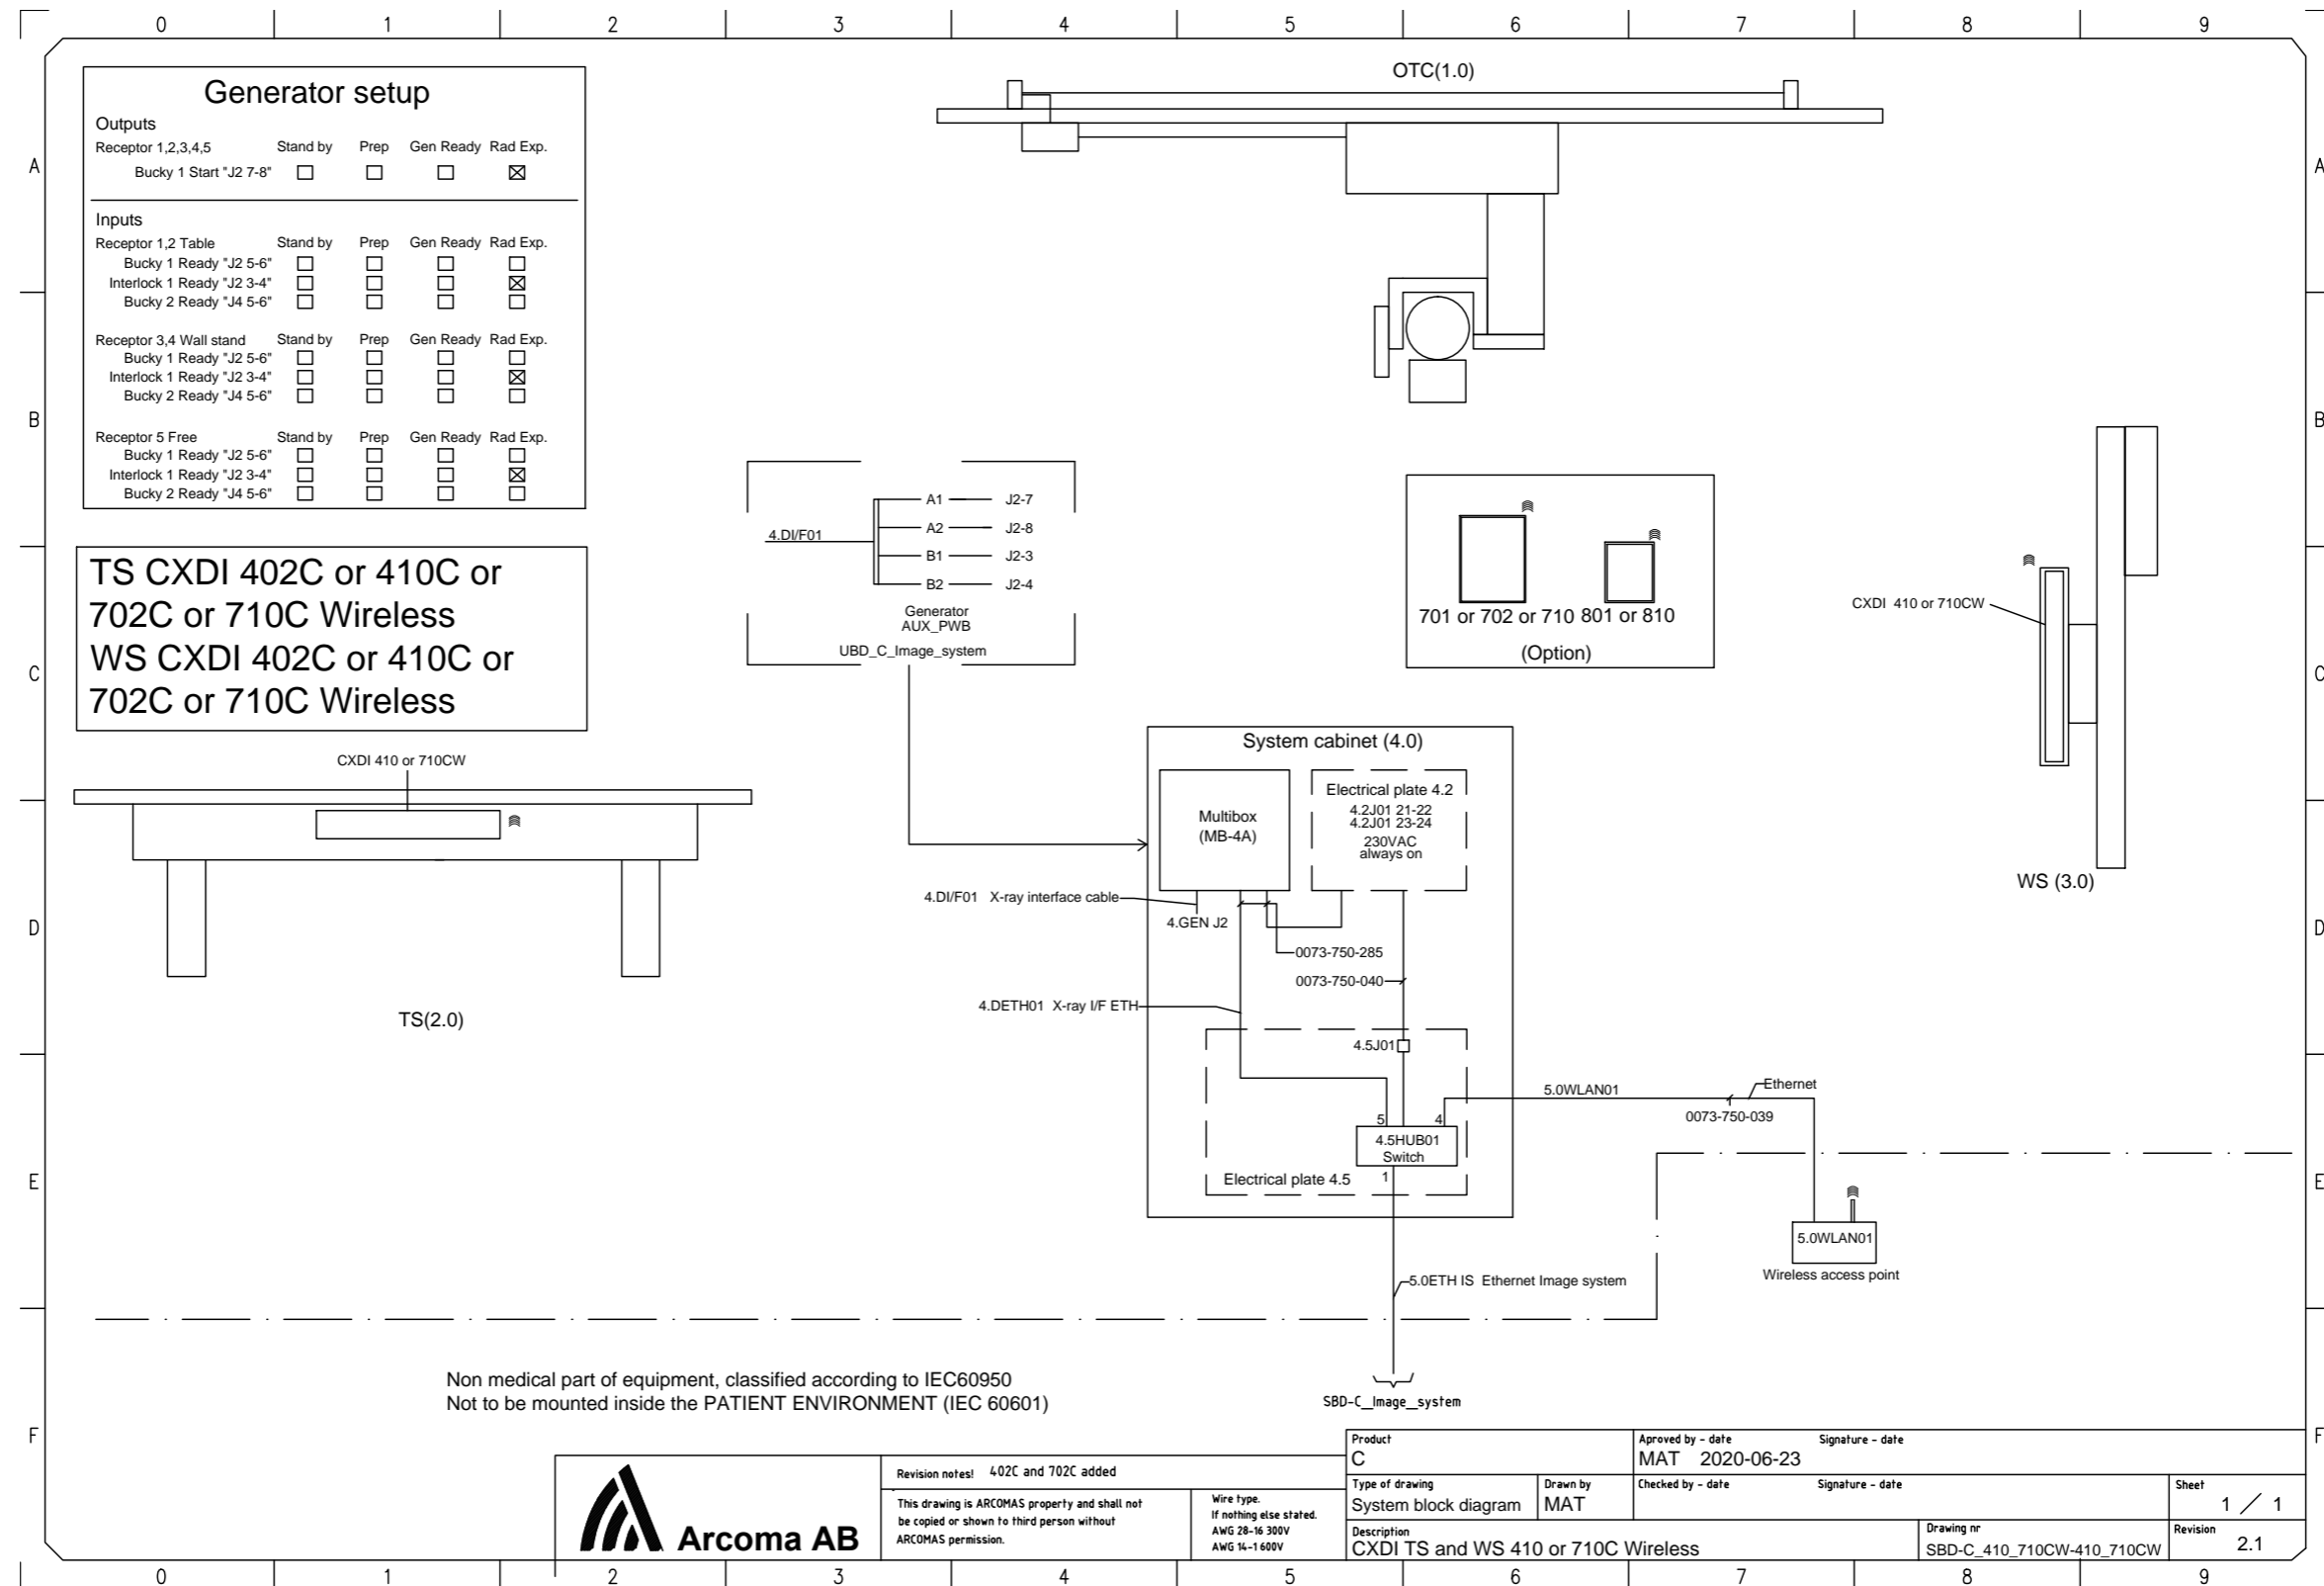 0 1 2 3 4 5 6 7 8 9
A
B
C
D
E
F
A
B
C
D
E
F
Generator setup
Outputs
Receptor 1,2,3,4,5 Stand by Prep Gen Ready Rad Exp.
Bucky 1 Start "J2 7-8"
Inputs
Receptor 1,2 Table Stand by Prep Gen Ready Rad Exp.
Bucky 1 Ready "J2 5-6"
Interlock 1 Ready "J2 3-4"
Bucky 2 Ready "J4 5-6"
Receptor 3,4 Wall stand Stand by Prep Gen Ready Rad Exp.
Bucky 1 Ready "J2 5-6"
Interlock 1 Ready "J2 3-4"
Bucky 2 Ready "J4 5-6"
Receptor 5 Free Stand by Prep Gen Ready Rad Exp.
Bucky 1 Ready "J2 5-6"
Interlock 1 Ready "J2 3-4"
Bucky 2 Ready "J4 5-6"
OTC(1.0)
TS CXDI 402C or 410C or
702C or 710C Wireless
WS CXDI 402C or 410C or
702C or 710C Wireless
4.DI/F01
A1 J2-7
A2 J2-8
B1 J2-3
B2 J2-4
Generator
AUX_PWB
UBD_C_Image_system
701 or 702 or 710 801 or 810
(Option)
CXDI 410 or 710CW
WS (3.0)
CXDI 410 or 710CW
TS(2.0)
System cabinet (4.0)
Multibox
(MB-4A)
Electrical plate 4.2
4.2J01 21-22
4.2J01 23-24
230VAC
always on
4.DI/F01 X-ray interface cable
4.GEN J2
0073-750-285
0073-750-040
4.DETH01 X-ray I/F ETH
4.5J01
5 4
4.5HUB01
Switch
1
Electrical plate 4.5
5.0WLAN01
Ethernet
0073-750-039
5.0WLAN01
Wireless access point
5.0ETH IS Ethernet Image system
SBD-C_Image_system
Non medical part of equipment, classified according to IEC60950
Not to be mounted inside the PATIENT ENVIRONMENT (IEC 60601)
Arcoma AB
Revision notes! 402C and 702C added
This drawing is ARCOMAS property and shall not
be copied or shown to third person without
ARCOMAS permission.
Wire type.
If nothing else stated.
AWG 28-16 300V
AWG 14-1 600V
Product
C
Aproved by - date Signature - date
MAT 2020-06-23
Type of drawing
System block diagram
Drawn by
MAT
Checked by - date Signature - date
Sheet
1 / 1
Description
CXDI TS and WS 410 or 710C Wireless
Drawing nr
SBD-C_410_710CW-410_710CW
Revision
2.1
0 1 2 3 4 5 6 7 8 9